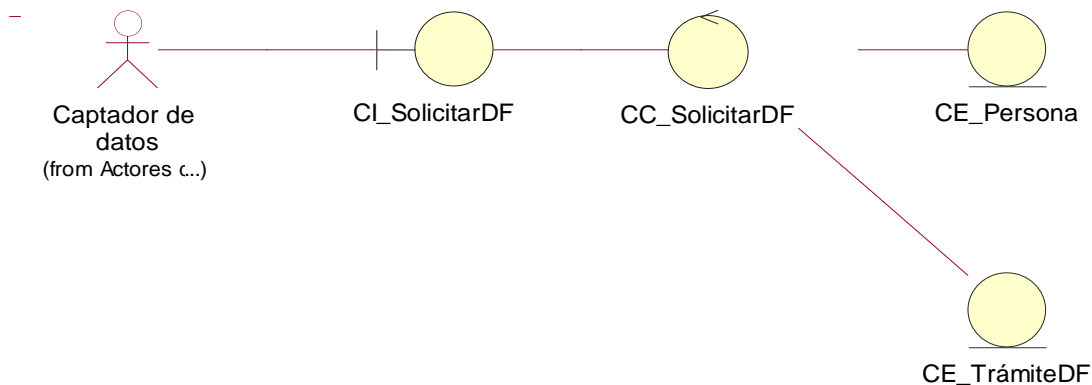 Captador de
datos
(from Actores d...)
CI_SolicitarDF
CC_SolicitarDF
CE_Persona
CE_TrámiteDF